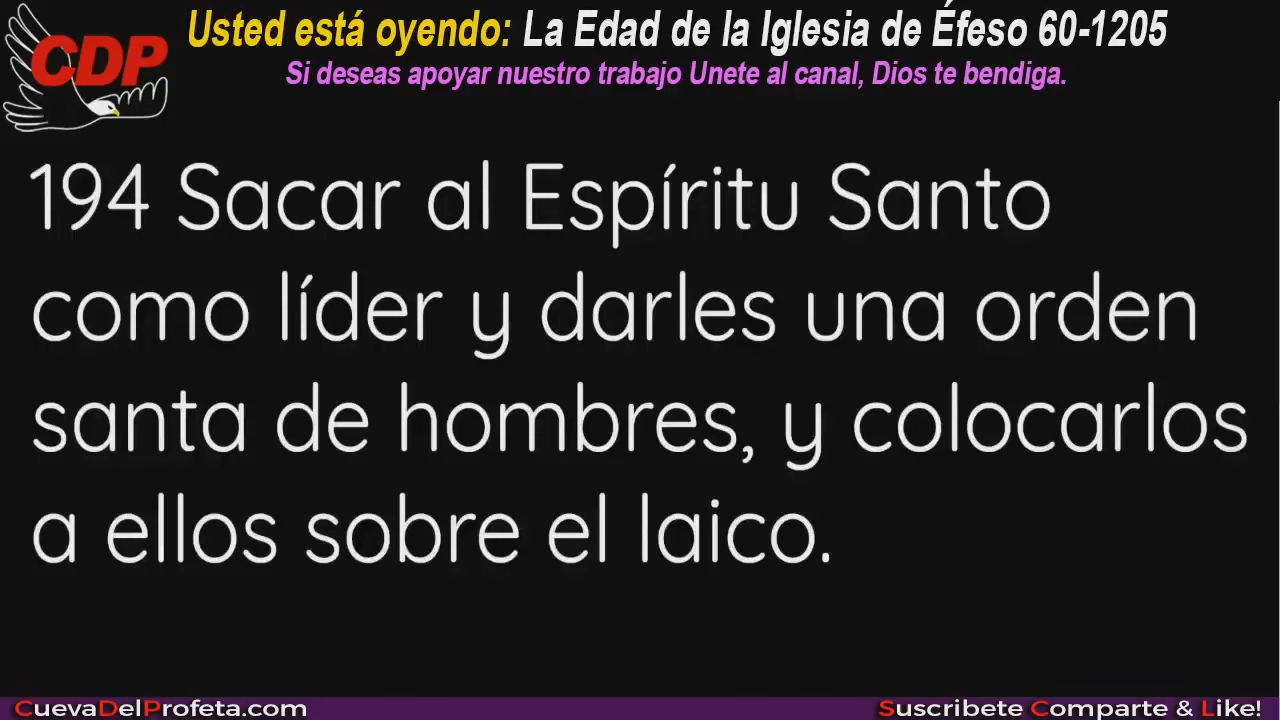 CDP
Usted está oyendo: La Edad de la Iglesia de Éfeso 60-1205
Si deseas apoyar nuestro trabajo Unete al canal, Dios te bendiga.
194 Sacar al Espíritu Santo
como líder y darles una orden
santa de hombres, y colocarlos
a ellos sobre el laico.
CuevaDelProfeta.com
Suscribete Comparte & Like!